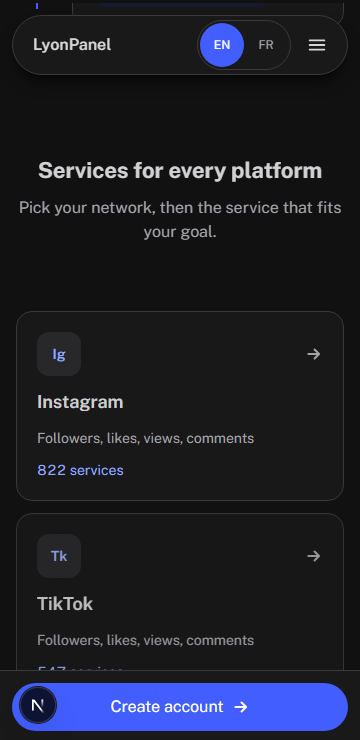 LyonPanel
EN
FR
Services for every platform
Pick your network, then the service that fits
your goal.
Ig
Instagram
Followers, likes, views, comments
822 services
Tk
TikTok
Followers, likes, views, comments
N
Create account